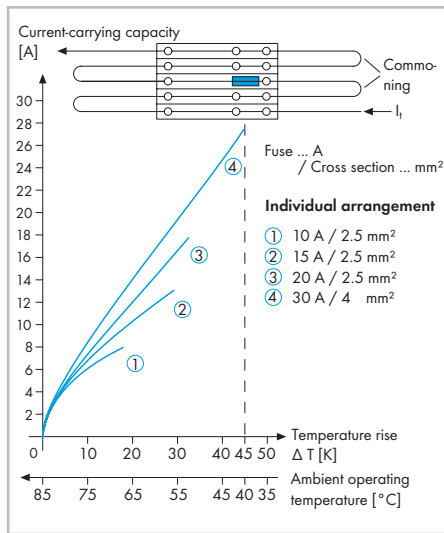 Current-carrying capacity
[A]
Commo-
ning
Iₜ
30
28
26
24
22
20
18
16
14
12
10
8
6
4
2
Fuse ... A
/ Cross section ... mm²
Individual arrangement
① 10 A / 2.5 mm²
② 15 A / 2.5 mm²
③ 20 A / 2.5 mm²
④ 30 A / 4 mm²
④
③
②
①
0 10 20 30 40 45 50
Temperature rise
Δ T [K]
85 75 65 55 45 40 35
Ambient operating
temperature [°C]